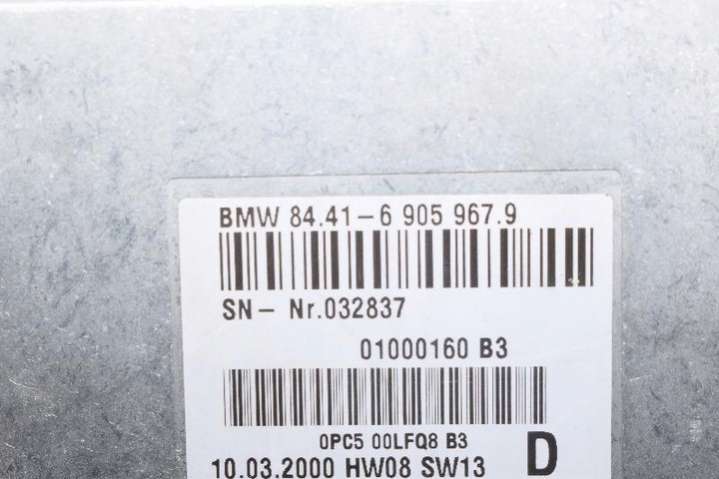 BMW 84.41-6 905 967.9
SN- Nr.032837
01000160 B3
0PC5 00LFQ8 B3
10.03.2000 HW08 SW13 D